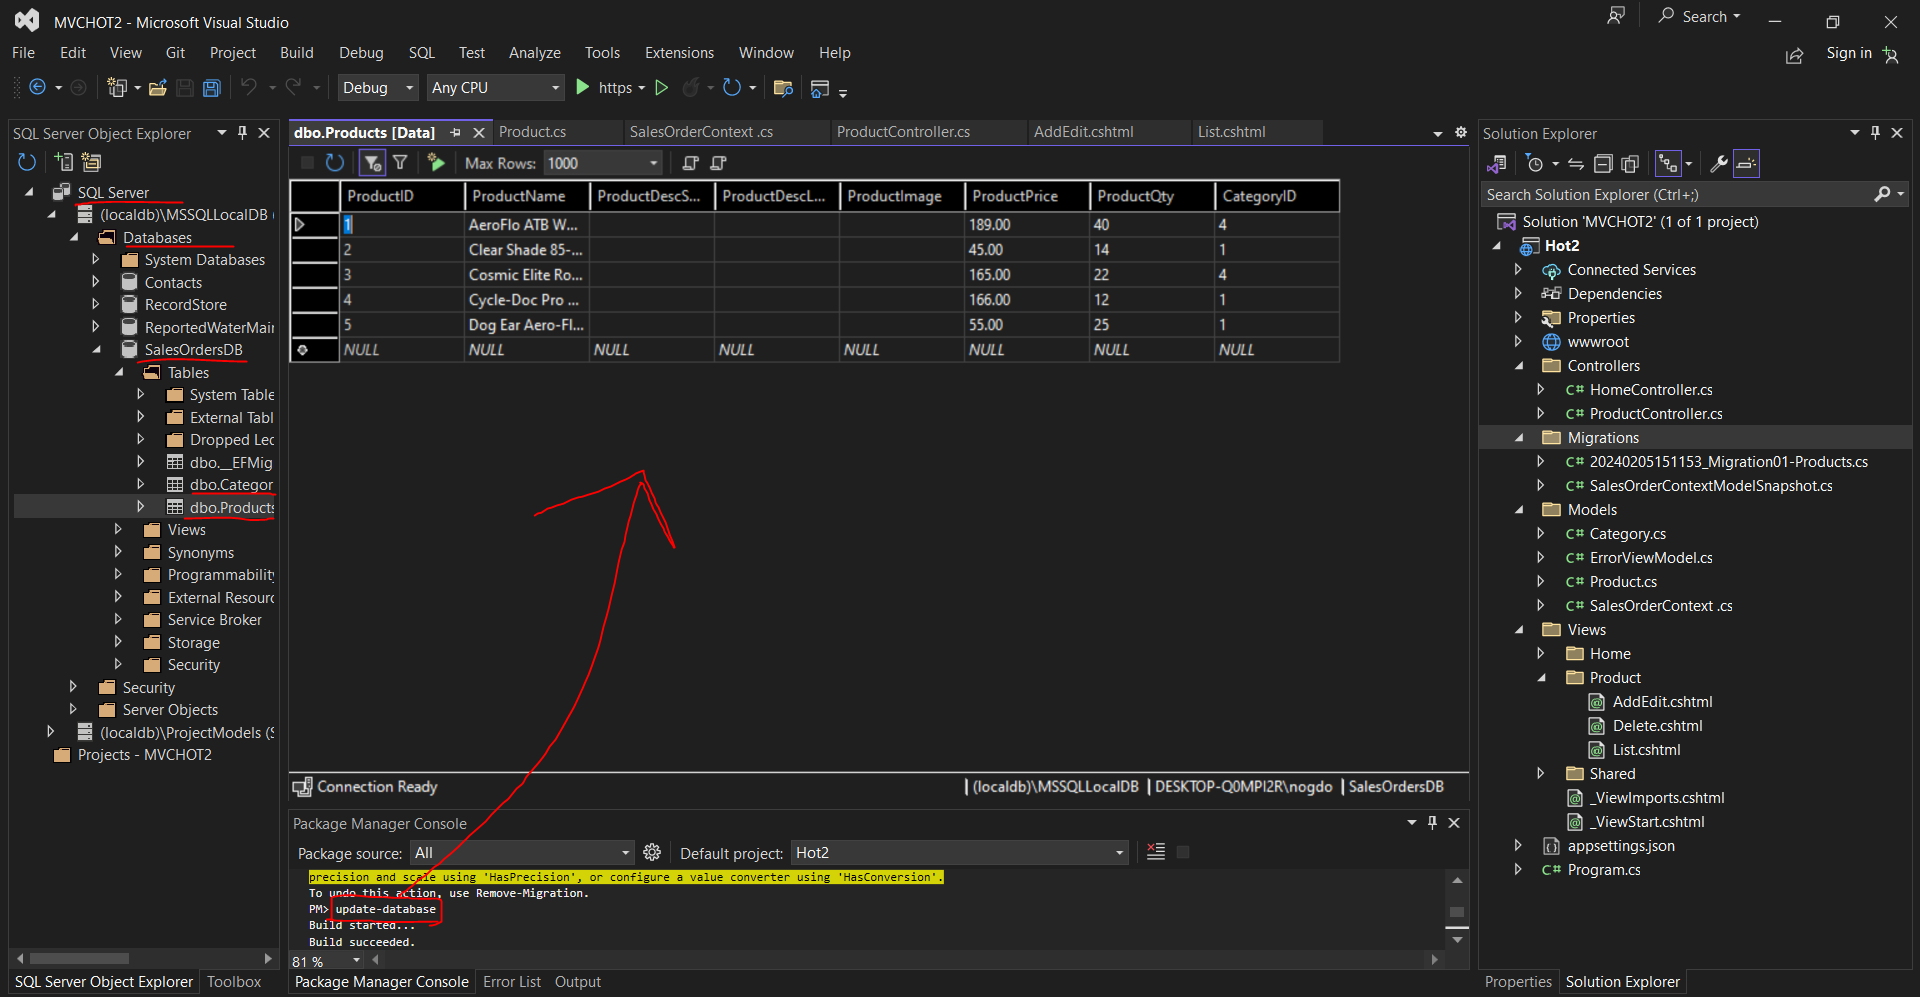 MVCHOT2 - Microsoft Visual Studio
Search
File Edit View Git Project Build Debug SQL Test Analyze Tools Extensions Window Help
Sign in
Debug Any CPU https
SQL Server Object Explorer
SQL Server
(localdb)\MSSQLLocalDB (
Databases
System Databases
Contacts
RecordStore
ReportedWaterMair
SalesOrdersDB
Tables
System Table
External Tabl
Dropped Led
dbo.__EFMig
dbo.Categor
dbo.Products
Views
Synonyms
Programmability
External Resourc
Service Broker
Storage
Security
Security
Server Objects
(localdb)\ProjectModels (S
Projects - MVCHOT2
SQL Server Object Explorer Toolbox
dbo.Products [Data] Product.cs SalesOrderContext .cs ProductController.cs AddEdit.cshtml List.cshtml
Max Rows: 1000
ProductID ProductName ProductDescS... ProductDescL... ProductImage ProductPrice ProductQty CategoryID
1 AeroFlo ATB W... 189.00 40 4
2 Clear Shade 85-... 45.00 14 1
3 Cosmic Elite Ro... 165.00 22 4
4 Cycle-Doc Pro ... 166.00 12 1
5 Dog Ear Aero-Fl... 55.00 25 1
NULL NULL NULL NULL NULL NULL NULL NULL
Connection Ready (localdb)\MSSQLLocalDB DESKTOP-Q0MPI2R\nogdo SalesOrdersDB
Package Manager Console
Package source: All Default project: Hot2
precision and scale using 'HasPrecision', or configure a value converter using 'HasConversion'.
To undo this action, use Remove-Migration.
PM> update-database
Build started...
Build succeeded.
81 %
Package Manager Console Error List Output
Solution Explorer
Search Solution Explorer (Ctrl+;)
Solution 'MVCHOT2' (1 of 1 project)
Hot2
Connected Services
Dependencies
Properties
wwwroot
Controllers
C# HomeController.cs
C# ProductController.cs
Migrations
C# 20240205151153_Migration01-Products.cs
C# SalesOrderContextModelSnapshot.cs
Models
C# Category.cs
C# ErrorViewModel.cs
C# Product.cs
C# SalesOrderContext .cs
Views
Home
Product
AddEdit.cshtml
Delete.cshtml
List.cshtml
Shared
_ViewImports.cshtml
_ViewStart.cshtml
appsettings.json
C# Program.cs
Properties Solution Explorer